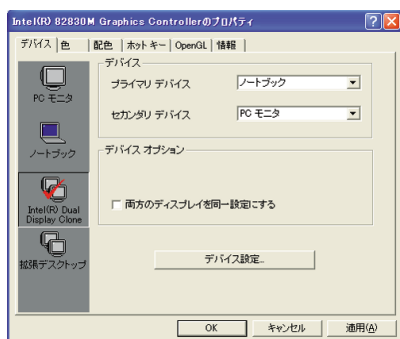 Intel(R) 82830M Graphics Controllerのプロパティ
デバイス 色 配色 ホット キー OpenGL 情報
PC モニタ
ノートブック
Intel(R) Dual
Display Clone
拡張デスクトップ
デバイス
プライマリ デバイス ノートブック
セカンダリ デバイス PC モニタ
デバイス オプション
両方のディスプレイを同一設定にする
デバイス設定...
OK キャンセル 適用(A)